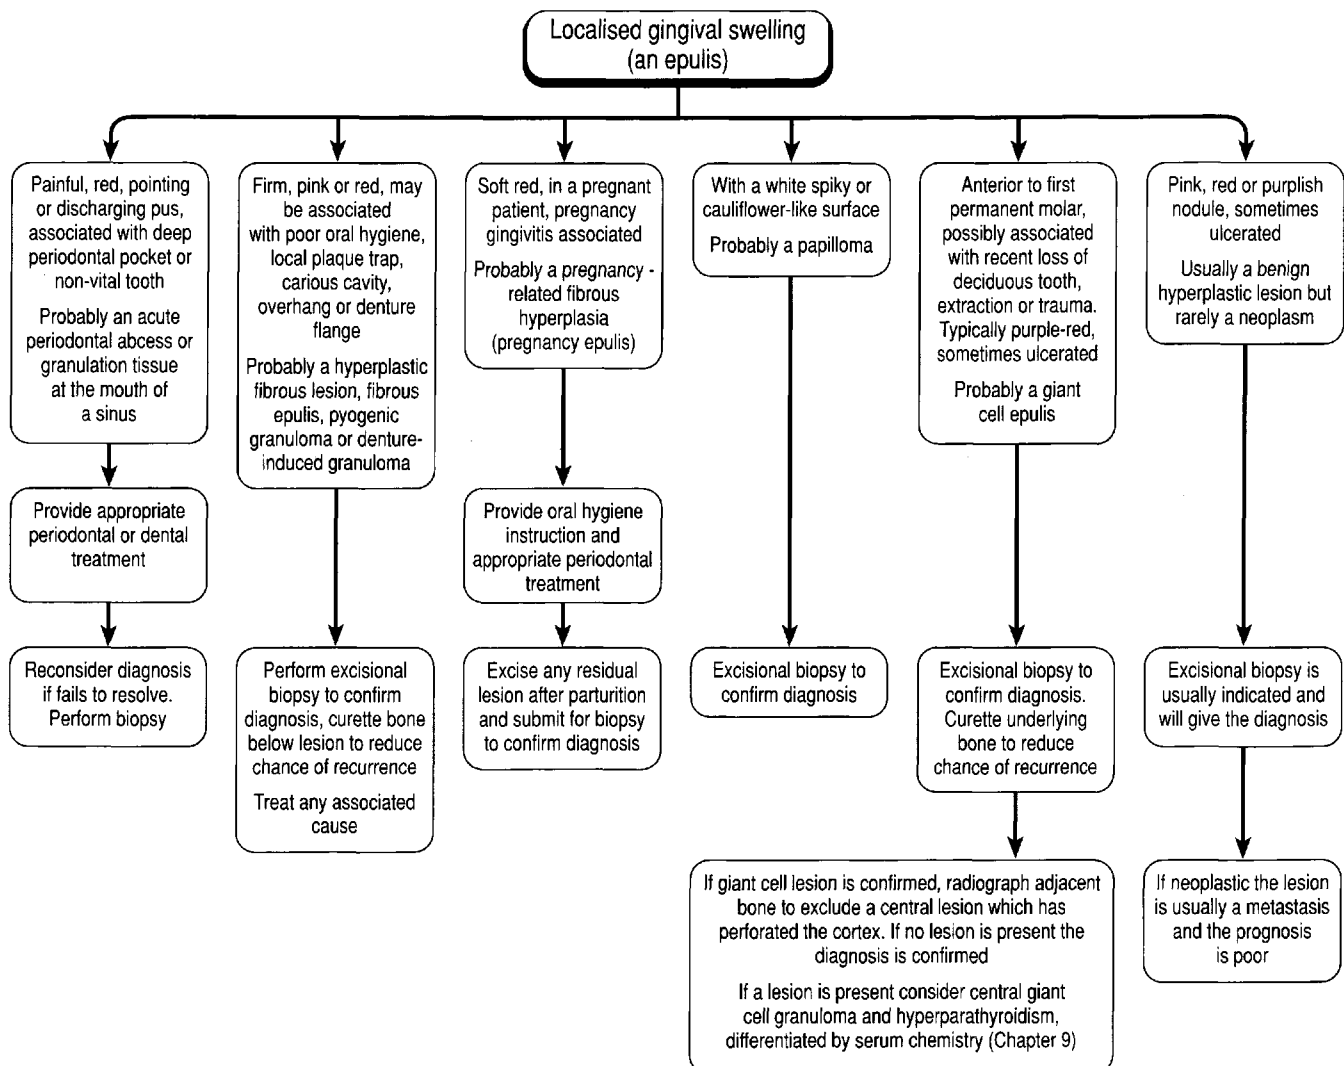 Localised gingival swelling
(an epulis)
Painful, red, pointing
or discharging pus,
associated with deep
periodontal pocket or
non-vital tooth
Probably an acute
periodontal abcess or
granulation tissue
at the mouth of
a sinus
Provide appropriate
periodontal or dental
treatment
Reconsider diagnosis
if fails to resolve.
Perform biopsy
Firm, pink or red, may
be associated
with poor oral hygiene,
local plaque trap,
carious cavity,
overhang or denture
flange
Probably a hyperplastic
fibrous lesion, fibrous
epulis, pyogenic
granuloma or denture-
induced granuloma
Perform excisional
biopsy to confirm
diagnosis, curette bone
below lesion to reduce
chance of recurrence
Treat any associated
cause
Soft red, in a pregnant
patient, pregnancy
gingivitis associated
Probably a pregnancy -
related fibrous
hyperplasia
(pregnancy epulis)
Provide oral hygiene
instruction and
appropriate periodontal
treatment
Excise any residual
lesion after parturition
and submit for biopsy
to confirm diagnosis
With a white spiky or
cauliflower-like surface
Probably a papilloma
Excisional biopsy to
confirm diagnosis
Anterior to first
permanent molar,
possibly associated
with recent loss of
deciduous tooth,
extraction or trauma.
Typically purple-red,
sometimes ulcerated
Probably a giant
cell epulis
Excisional biopsy to
confirm diagnosis.
Curette underlying
bone to reduce
chance of recurrence
If giant cell lesion is confirmed, radiograph adjacent
bone to exclude a central lesion which has
perforated the cortex. If no lesion is present the
diagnosis is confirmed
If a lesion is present consider central giant
cell granuloma and hyperparathyroidism,
differentiated by serum chemistry (Chapter 9)
Pink, red or purplish
nodule, sometimes
ulcerated
Usually a benign
hyperplastic lesion but
rarely a neoplasm
Excisional biopsy is
usually indicated and
will give the diagnosis
If neoplastic the lesion
is usually a metastasis
and the prognosis
is poor